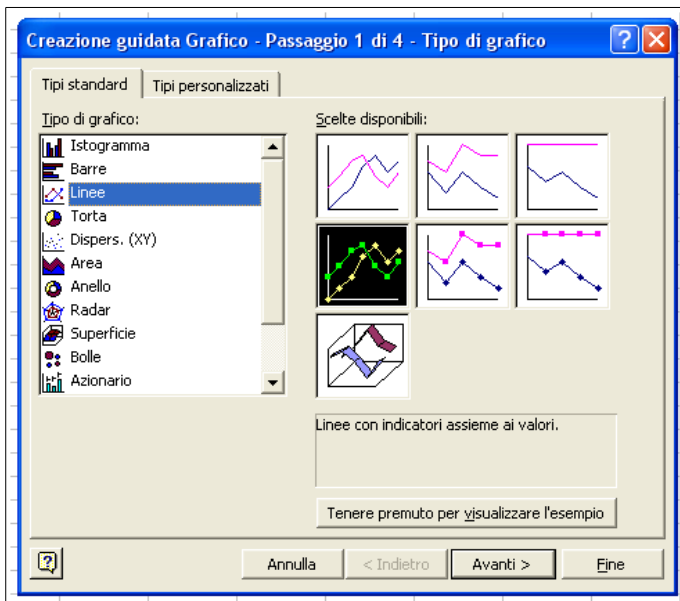 Creazione guidata Grafico - Passaggio 1 di 4 - Tipo di grafico
Tipi standard
Tipi personalizzati
Tipo di grafico:
Istogramma
Barre
Linee
Torta
Dispers. (XY)
Area
Anello
Radar
Superficie
Bolle
Azionario
Scelte disponibili:
Linee con indicatori assieme ai valori.
Tenere premuto per visualizzare l'esempio
Annulla
< Indietro
Avanti >
Fine